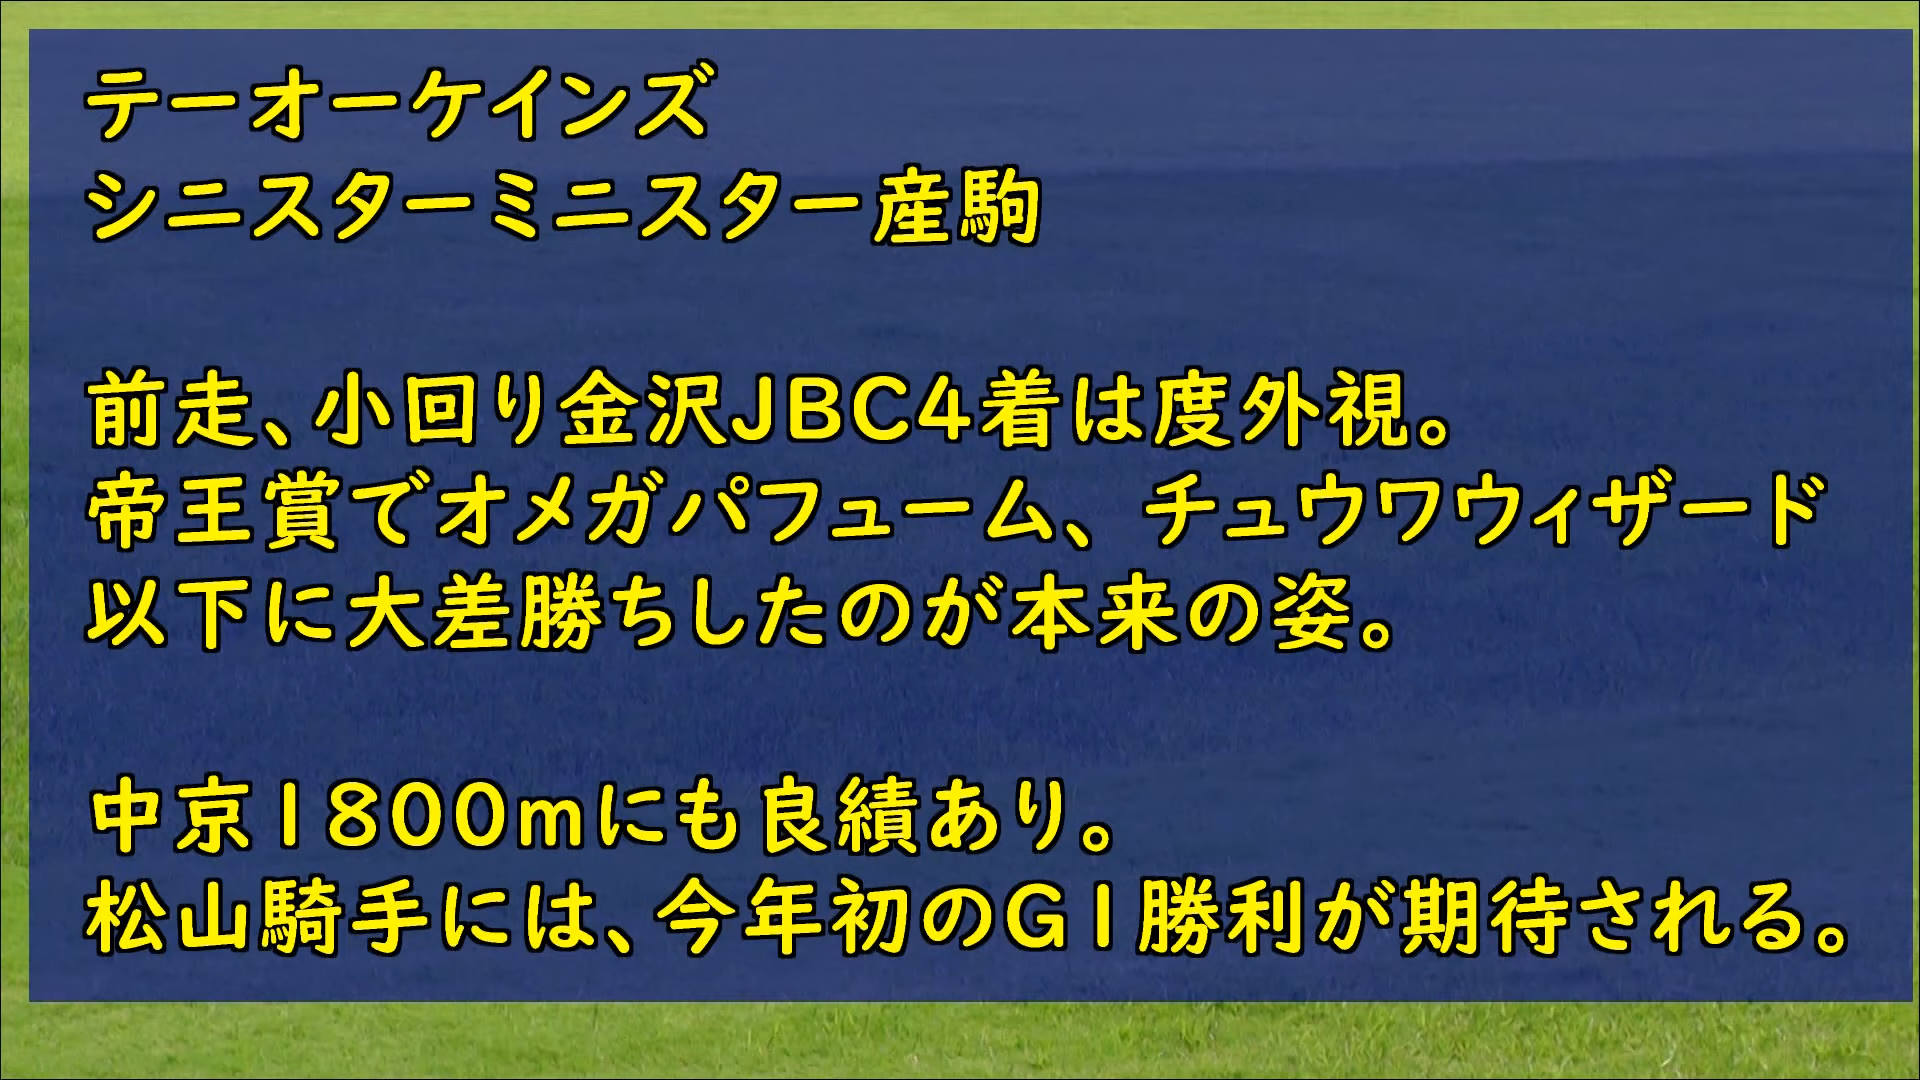 テーオーケインズ
シニスターミニスター産駒
前走、小回り金沢JBC4着は度外視。
帝王賞でオメガパフューム、チュウワウィザード
以下に大差勝ちしたのが本来の姿。
中京1800mにも良績あり。
松山騎手には、今年初のG1勝利が期待される。